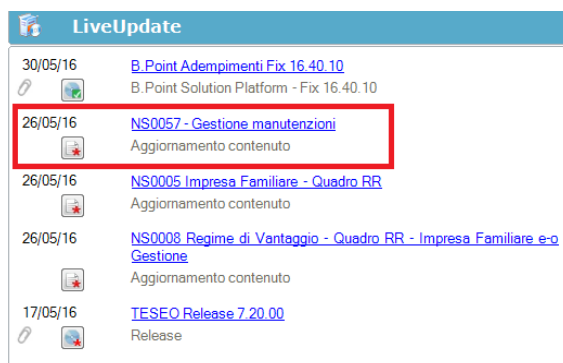 LiveUpdate
30/05/16 B.Point Adempimenti Fix 16.40.10
B.Point Solution Platform - Fix 16.40.10
26/05/16 NS0057 - Gestione manutenzioni
Aggiornamento contenuto
26/05/16 NS0005 Impresa Familiare - Quadro RR
Aggiornamento contenuto
26/05/16 NS0008 Regime di Vantaggio - Quadro RR - Impresa Familiare e-o
Gestione
Aggiornamento contenuto
17/05/16 TESEO Release 7.20.00
Release